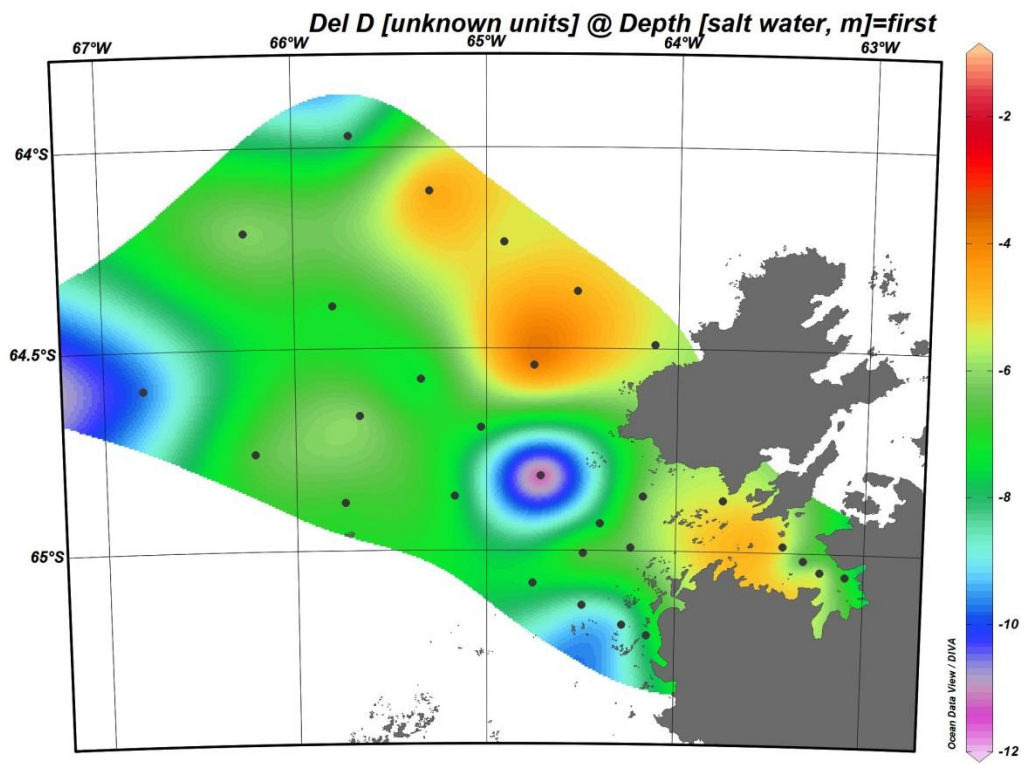 Del D [unknown units] @ Depth [salt water, m]=first
67°W 66°W 65°W 64°W 63°W
64°S
64.5°S
65°S
-2
-4
-6
-8
-10
-12
Ocean Data View / DIVA